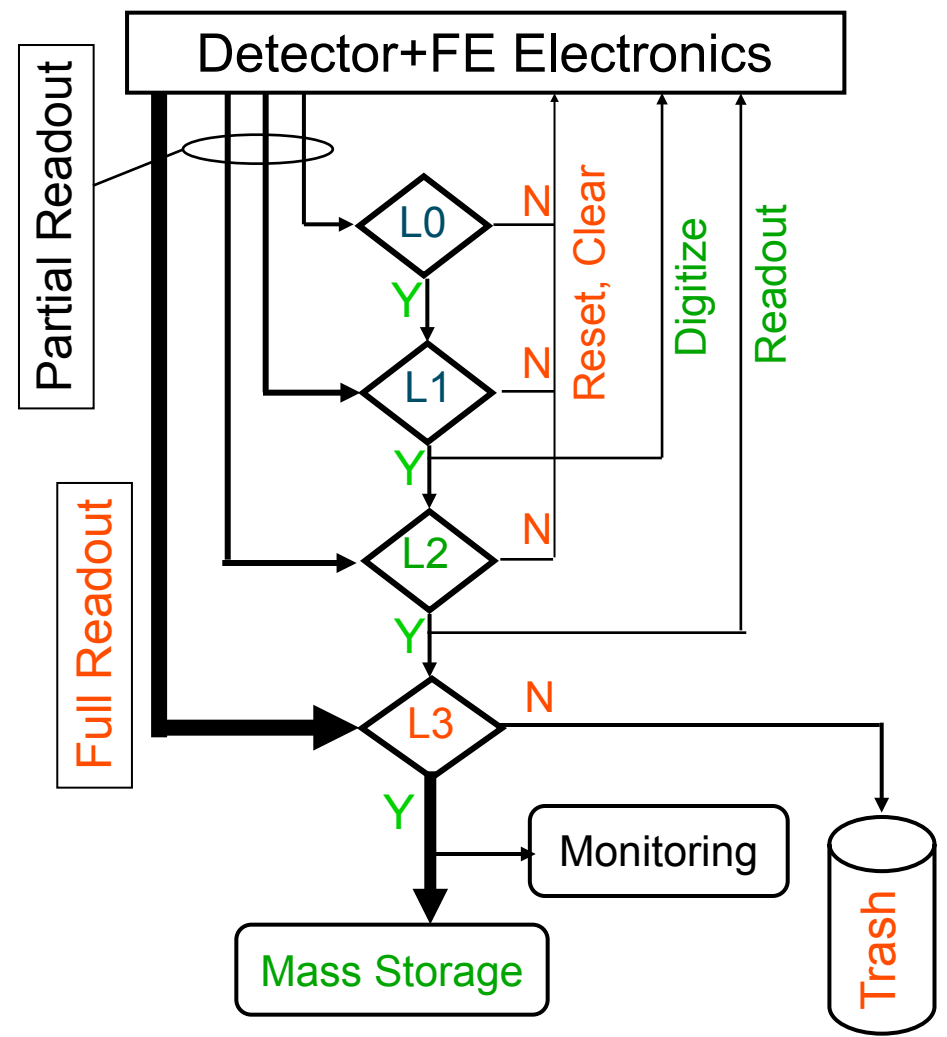 Detector+FE Electronics
Partial Readout
L0
N
Y
Reset, Clear
Digitize
Readout
L1
N
Y
Full Readout
L2
N
Y
L3
N
Y
Monitoring
Mass Storage
Trash